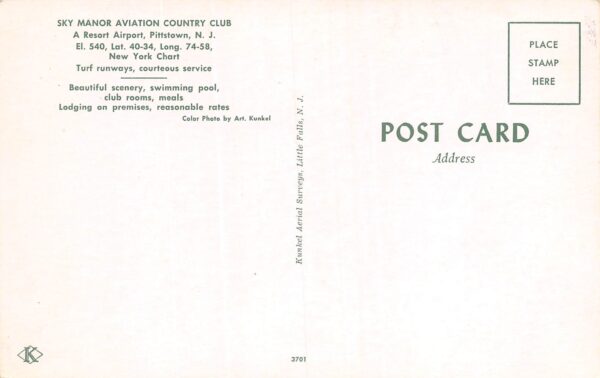 SKY MANOR AVIATION COUNTRY CLUB
A Resort Airport, Pittstown, N. J.
El. 540, Lat. 40-34, Long. 74-58,
New York Chart
Turf runways, courteous service
Beautiful scenery, swimming pool,
club rooms, meals
Lodging on premises, reasonable rates
Color Photo by Art. Kunkel
Kunkel Aerial Surveys, Little Falls, N. J.
PLACE
STAMP
HERE
POST CARD
Address
K
3701